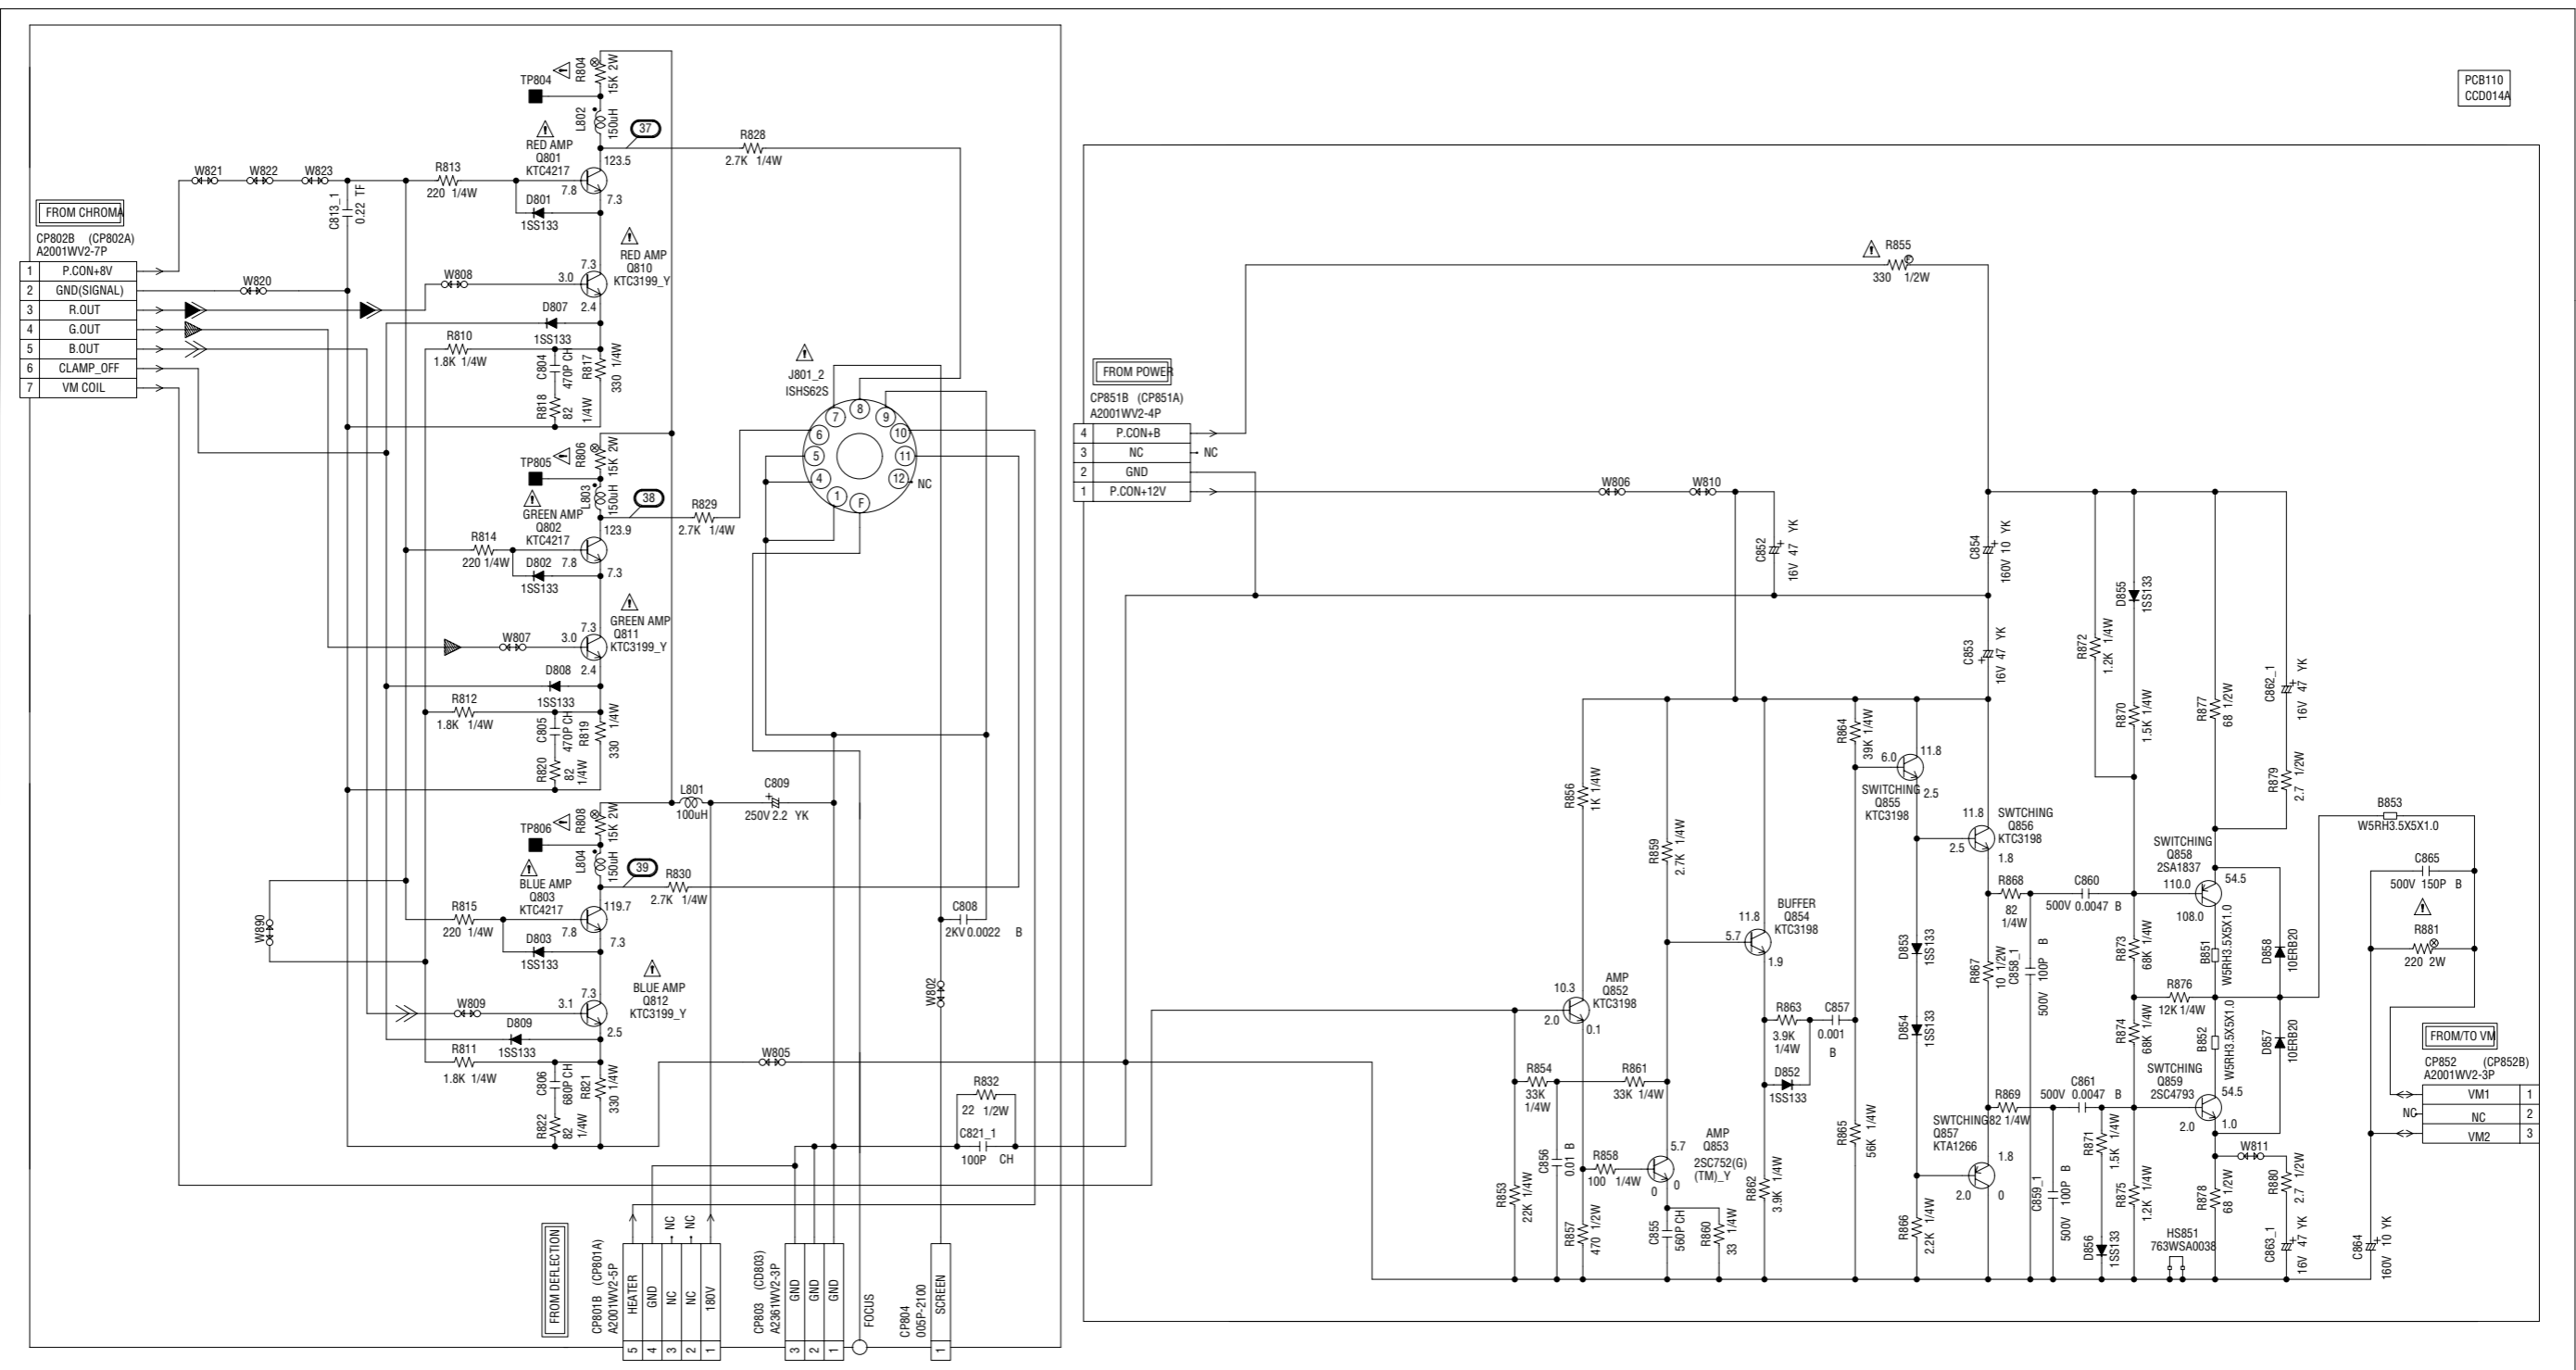 PCB110
CCD014A
FROM CHROMA
CP802B (CP802A)
A2001WV2-7P
1 P.CON+8V
2 GND(SIGNAL)
3 R.OUT
4 G.OUT
5 B.OUT
6 CLAMP_OFF
7 VM COIL
W821
W822
W823
W820
C813_1
0.22 TF
R813
220 1/4W
TP804
R804
15K 2W
L802
150uH
37
RED AMP
Q801
KTC4217
123.5
7.8
7.3
D801
1SS133
R828
2.7K 1/4W
RED AMP
Q810
KTC3199_Y
7.3
3.0
2.4
W808
D807
1SS133
R810
1.8K 1/4W
C804
470P CH
R817
330 1/4W
R818
82
1/4W
TP805
R806
15K 2W
L803
150uH
38
GREEN AMP
Q802
KTC4217
123.9
7.8
7.3
R814
220 1/4W
D802
1SS133
R829
2.7K 1/4W
GREEN AMP
Q811
KTC3199_Y
7.3
3.0
2.4
W807
D808
1SS133
R812
1.8K 1/4W
C805
470P CH
R819
330 1/4W
R820
82
1/4W
L801
100uH
C809
250V 2.2 YK
TP806
R808
15K 2W
L804
150uH
39
BLUE AMP
Q803
KTC4217
119.7
7.8
7.3
R815
220 1/4W
D803
1SS133
R830
2.7K 1/4W
W890
BLUE AMP
Q812
KTC3199_Y
7.3
3.1
2.5
W809
D809
1SS133
R811
1.8K 1/4W
C806
680P CH
R821
330 1/4W
R822
82
1/4W
J801_2
ISHS62S
7
8
9
6
10
5
11
4
12
1
F
NC
C808
2KV 0.0022 B
W802
W805
R832
22 1/2W
C821_1
100P CH
FROM DEFLECTION
CP801B (CP801A)
A2001WV2-5P
5 HEATER
4 GND
3 NC
2 NC
1 180V
NC
NC
CP803 (CD803)
A2361WV2-3P
3 GND
2 GND
1 GND
FOCUS
CP804
005P-2100
1 SCREEN
FROM POWER
CP851B (CP851A)
A2001WV2-4P
4 P.CON+B
3 NC
2 GND
1 P.CON+12V
NC
R855
330 1/2W
W806
W810
C852
16V 47 YK
C854
160V 10 YK
C853
16V 47 YK
R856
1K 1/4W
R859
2.7K 1/4W
AMP
Q852
KTC3198
10.3
2.0
0.1
R854
33K
1/4W
R861
33K 1/4W
R853
22K 1/4W
C856
0.01 B
R858
100 1/4W
R857
470 1/2W
AMP
Q853
2SC752(G)
(TM)_Y
5.7
0
0
C855
560P CH
R860
33 1/4W
BUFFER
Q854
KTC3198
11.8
5.7
1.9
R863
3.9K
1/4W
C857
0.001
B
D852
1SS133
R862
3.9K 1/4W
R864
39K 1/4W
R865
56K 1/4W
SWITCHING
Q855
KTC3198
6.0
11.8
2.5
D853
1SS133
D854
1SS133
R866
2.2K 1/4W
SWTCHING
Q856
KTC3198
11.8
2.5
1.8
R868
82
1/4W
R867
10 1/2W
C858_1
500V 100P B
C860
500V 0.0047 B
R869
82 1/4W
C861
500V 0.0047 B
SWTCHING
Q857
KTA1266
1.8
2.0
0
C859_1
500V 100P B
R871
1.5K 1/4W
D856
1SS133
R872
1.2K 1/4W
D855
1SS133
R870
1.5K 1/4W
R877
68 1/2W
C862_1
16V 47 YK
R879
2.7 1/2W
SWITCHING
Q858
2SA1837
110.0
54.5
108.0
R873
68K 1/4W
R874
68K 1/4W
R876
12K 1/4W
B851
W5RH3.5X5X1.0
B852
W5RH3.5X5X1.0
D858
10ERB20
D857
10ERB20
SWTCHING
Q859
2SC4793
54.5
2.0
1.0
R875
1.2K 1/4W
R878
68 1/2W
W811
R880
2.7 1/2W
C863_1
16V 47 YK
HS851
763WSA0038
C864
160V 10 YK
B853
W5RH3.5X5X1.0
C865
500V 150P B
R881
220 2W
FROM/TO VM
CP852 (CP852B)
A2001WV2-3P
VM1 1
NC 2
VM2 3
NC